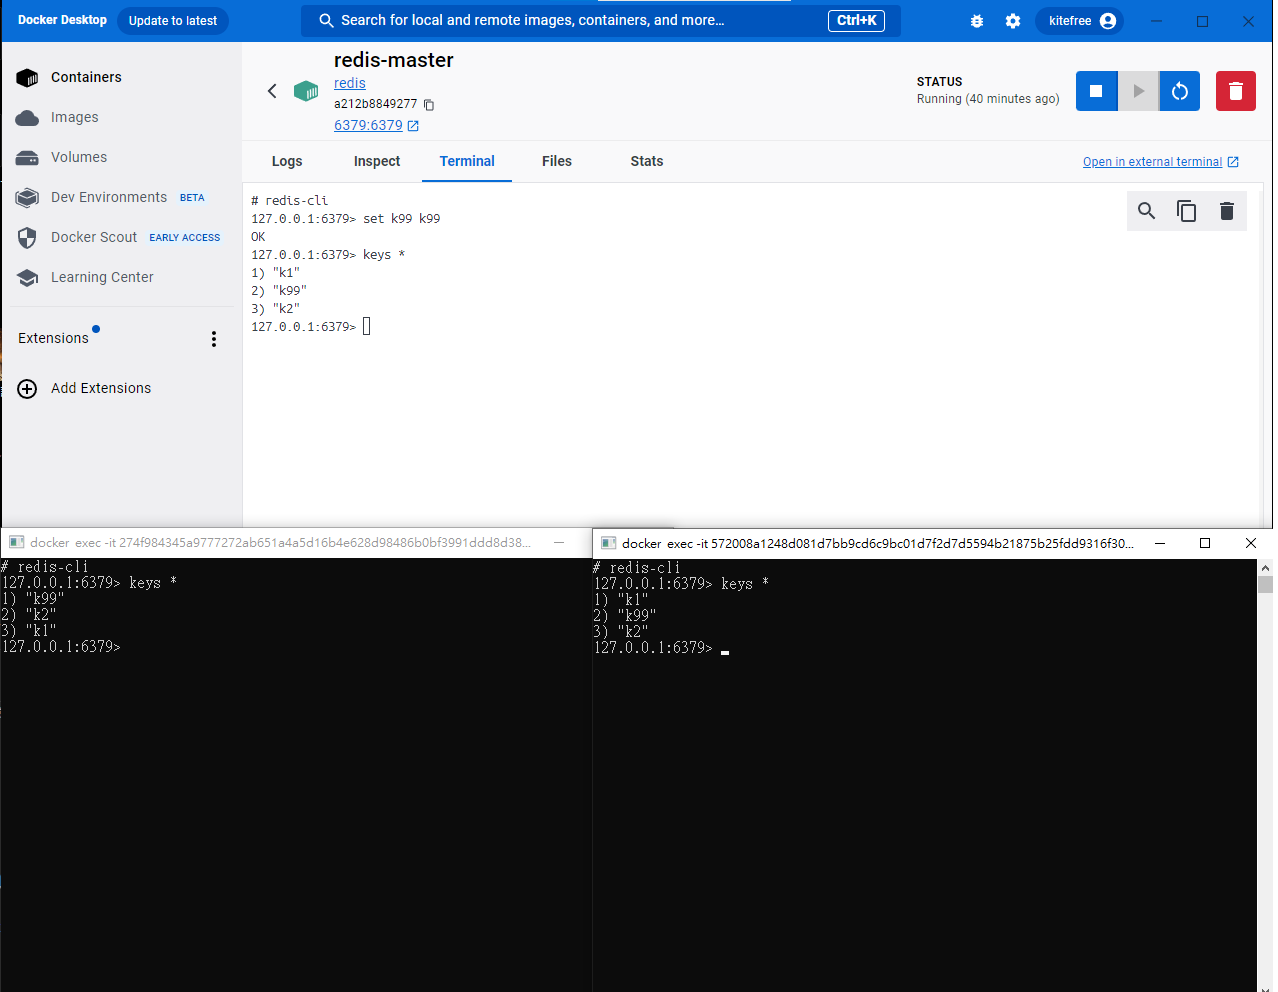 Docker Desktop
Update to latest
Search for local and remote images, containers, and more...
Ctrl+K
kitefree
Containers
Images
Volumes
Dev Environments BETA
Docker Scout EARLY ACCESS
Learning Center
Extensions
Add Extensions
redis-master
redis
a212b8849277
6379:6379
STATUS
Running (40 minutes ago)
Logs
Inspect
Terminal
Files
Stats
Open in external terminal
# redis-cli
127.0.0.1:6379> set k99 k99
OK
127.0.0.1:6379> keys *
1) "k1"
2) "k99"
3) "k2"
127.0.0.1:6379>
docker exec -it 274f984345a9777272ab651a4a5d16b4e628d98486b0bf3991ddd8d38...
# redis-cli
127.0.0.1:6379> keys *
1) "k99"
2) "k2"
3) "k1"
127.0.0.1:6379>
docker exec -it 572008a1248d081d7bb9cd6c9bc01d7f2d7d5594b21875b25fdd9316f30...
# redis-cli
127.0.0.1:6379> keys *
1) "k1"
2) "k99"
3) "k2"
127.0.0.1:6379>